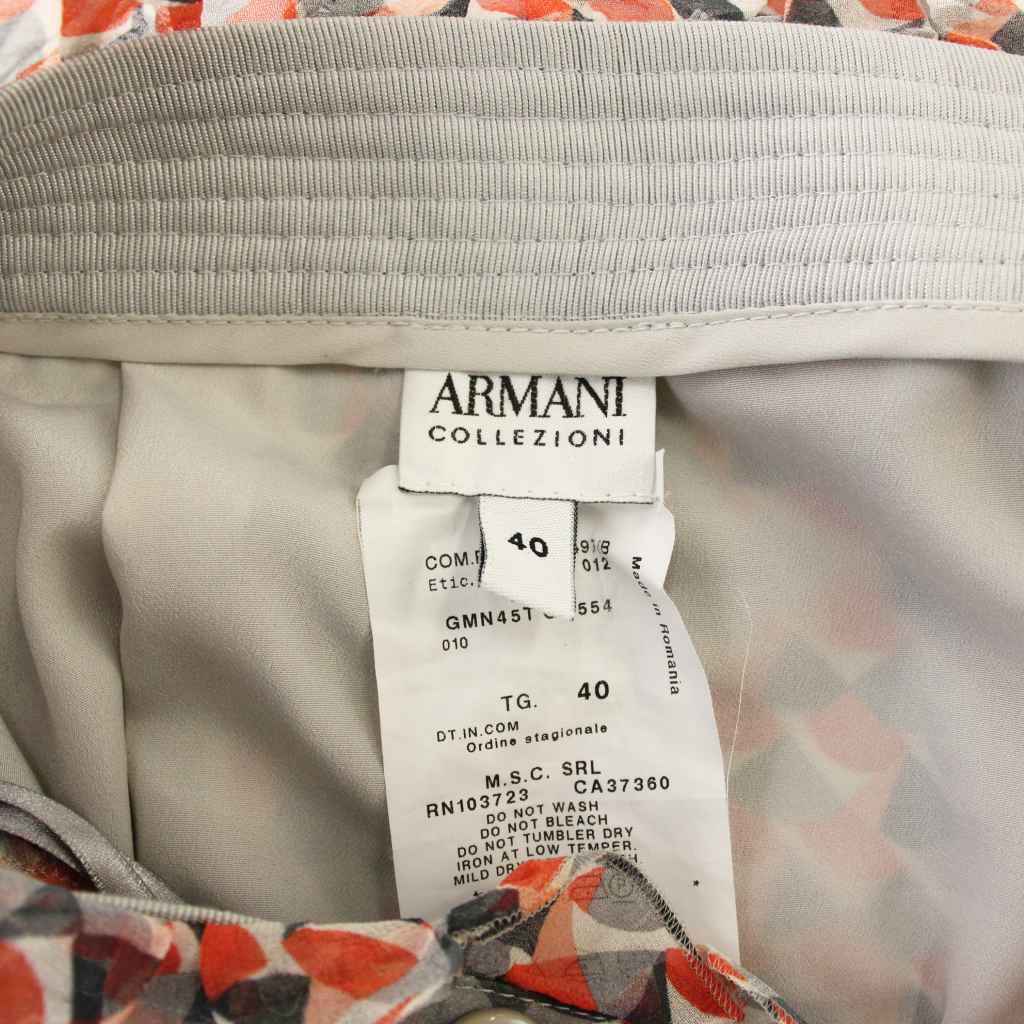 ARMANI
COLLEZIONI
40
012
Etic.
GMN45T 554
010
Made in Romania
TG. 40
DT.IN.COM
Ordine stagionale
M.S.C. SRL
RN103723 CA37360
DO NOT WASH
DO NOT BLEACH
DO NOT TUMBLER DRY
IRON AT LOW TEMPER.
MILD